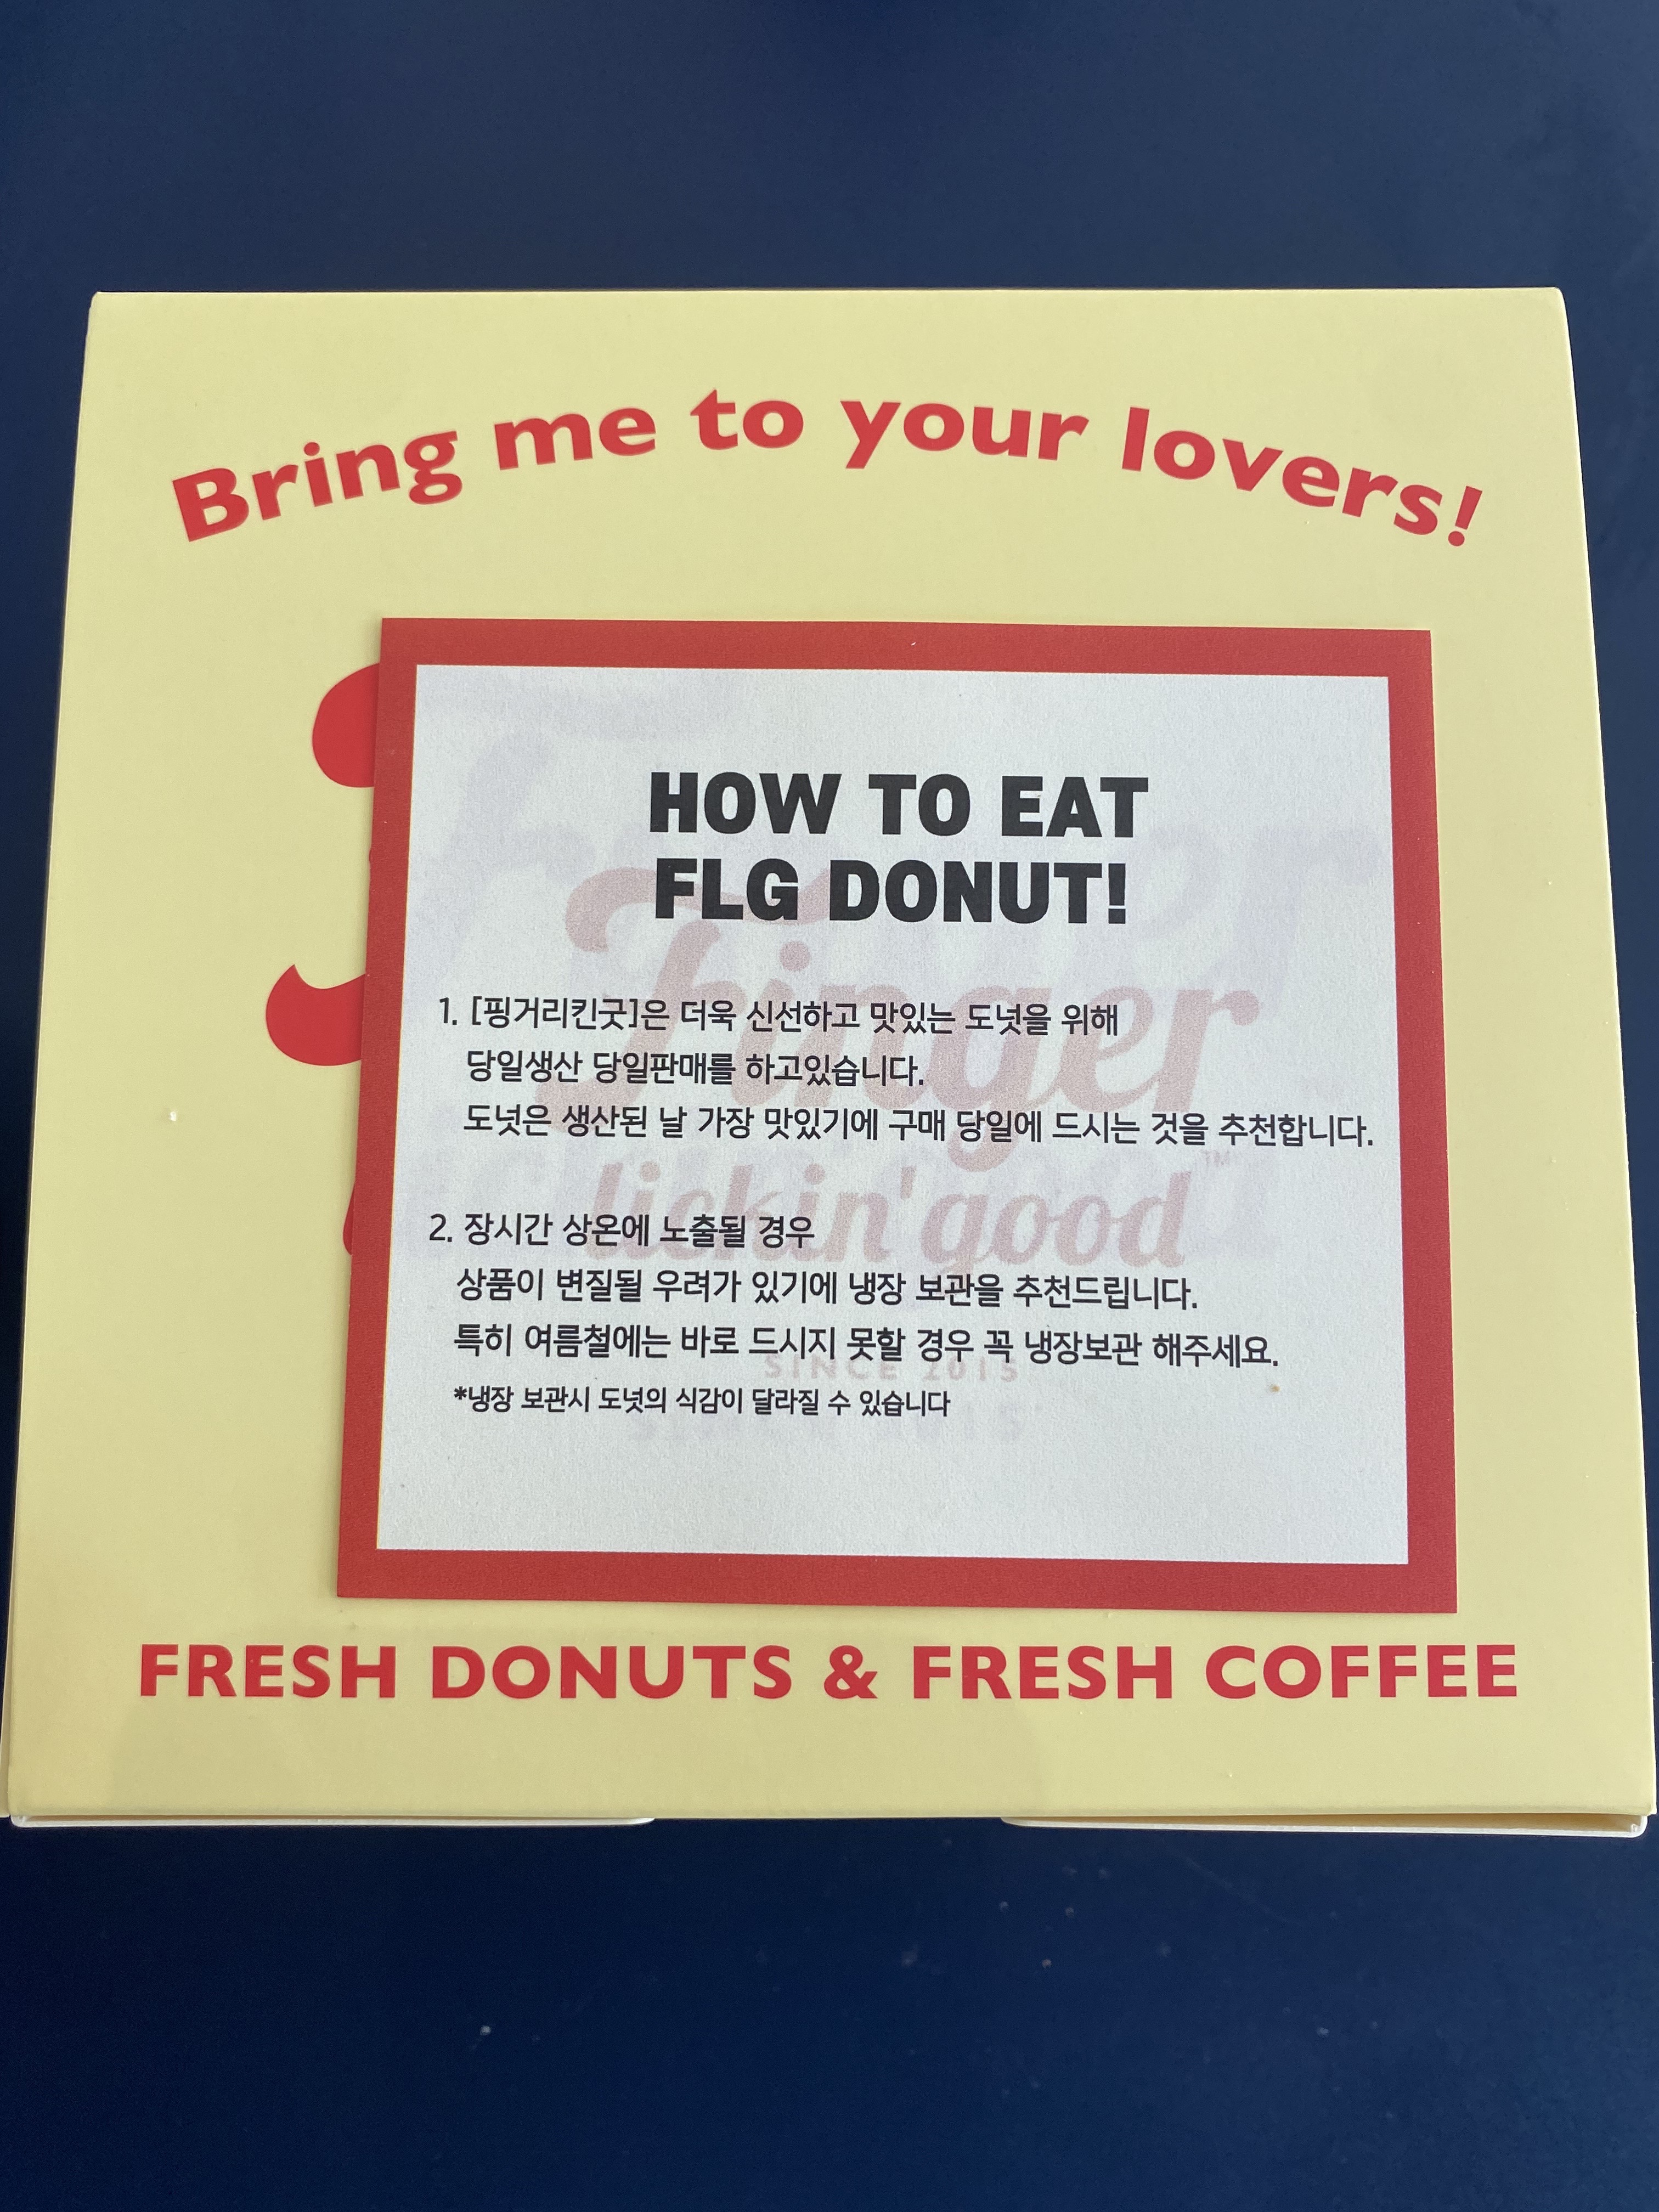 Bring me to your lovers!
HOW TO EAT
FLG DONUT!
1. [핑거리킨굿]은 더욱 신선하고 맛있는 도넛을 위해
당일생산 당일판매를 하고있습니다.
도넛은 생산된 날 가장 맛있기에 구매 당일에 드시는 것을 추천합니다.
2. 장시간 상온에 노출될 경우
상품이 변질될 우려가 있기에 냉장 보관을 추천드립니다.
특히 여름철에는 바로 드시지 못할 경우 꼭 냉장보관 해주세요.
*냉장 보관시 도넛의 식감이 달라질 수 있습니다
Finger
lickin'good™
SINCE 2015
FRESH DONUTS & FRESH COFFEE